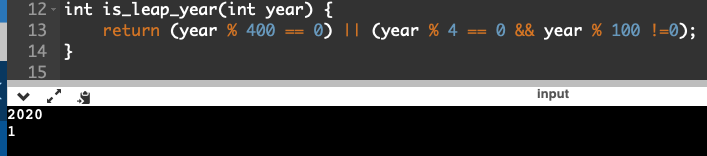 12 int is_leap_year(int year) {
13     return (year % 400 == 0) || (year % 4 == 0 && year % 100 !=0);
14 }
15
input
2020
1